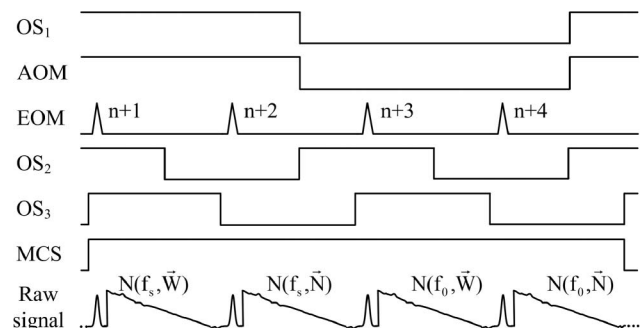 OS₁
AOM
EOM n+1 n+2 n+3 n+4
OS₂
OS₃
MCS
N(fₛ,W⃗) N(fₛ,N⃗) N(f₀,W⃗) N(f₀,N⃗)
Raw
signal